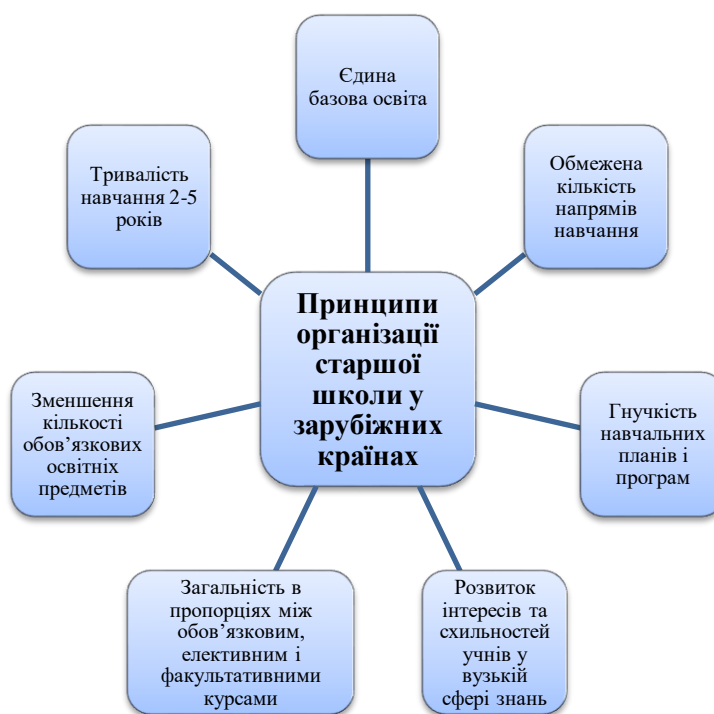 Єдина
базова освіта
Обмежена
кількість
напрямів
навчання
Гнучкість
навчальних
планів і
програм
Розвиток
інтересів та
схильностей
учнів у
вузькій
сфері знань
Загальність в
пропорціях між
обов’язковим,
елективним і
факультативними
курсами
Зменшення
кількості
обов’язкових
освітніх
предметів
Тривалість
навчання 2-5
років
Принципи
організації
старшої
школи у
зарубіжних
країнах